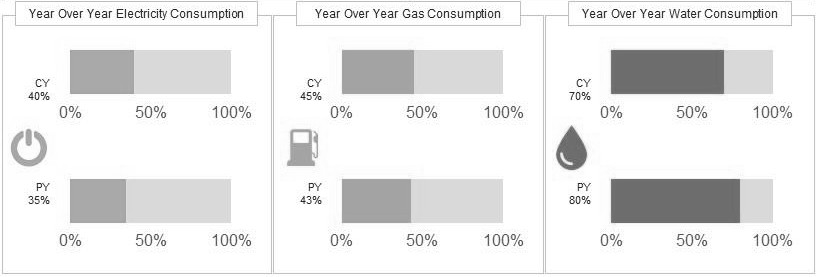 Year Over Year Electricity Consumption
CY
40%
0% 50% 100%
PY
35%
0% 50% 100%
Year Over Year Gas Consumption
CY
45%
0% 50% 100%
PY
43%
0% 50% 100%
Year Over Year Water Consumption
CY
70%
0% 50% 100%
PY
80%
0% 50% 100%